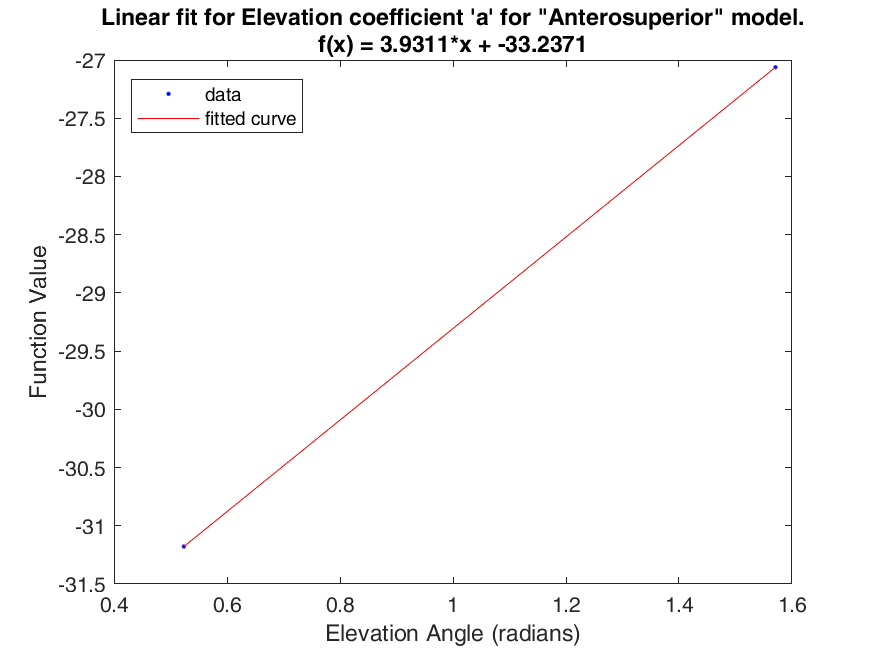 Linear fit for Elevation coefficient 'a' for "Anterosuperior" model.
f(x) = 3.9311*x + -33.2371
data
fitted curve
-27
-27.5
-28
-28.5
-29
-29.5
-30
-30.5
-31
-31.5
Function Value
0.4
0.6
0.8
1
1.2
1.4
1.6
Elevation Angle (radians)